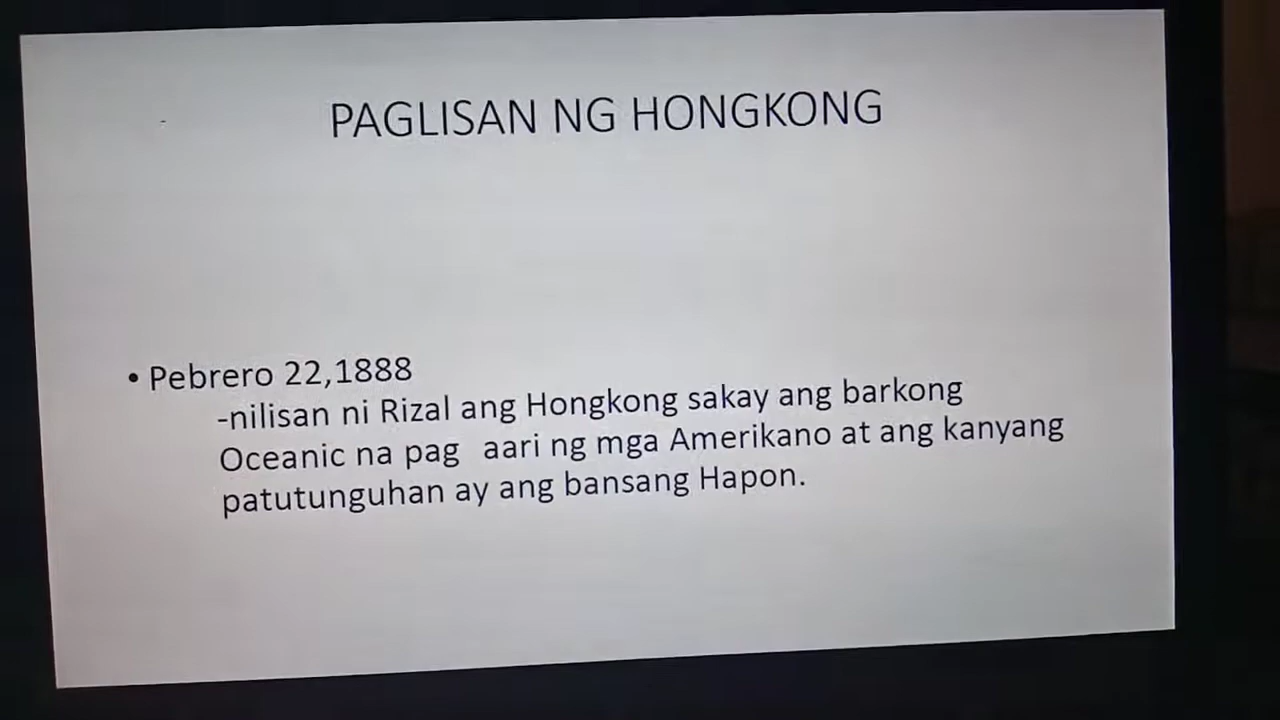 PAGLISAN NG HONGKONG
• Pebrero 22,1888
-nilisan ni Rizal ang Hongkong sakay ang barkong
Oceanic na pag aari ng mga Amerikano at ang kanyang
patutunguhan ay ang bansang Hapon.